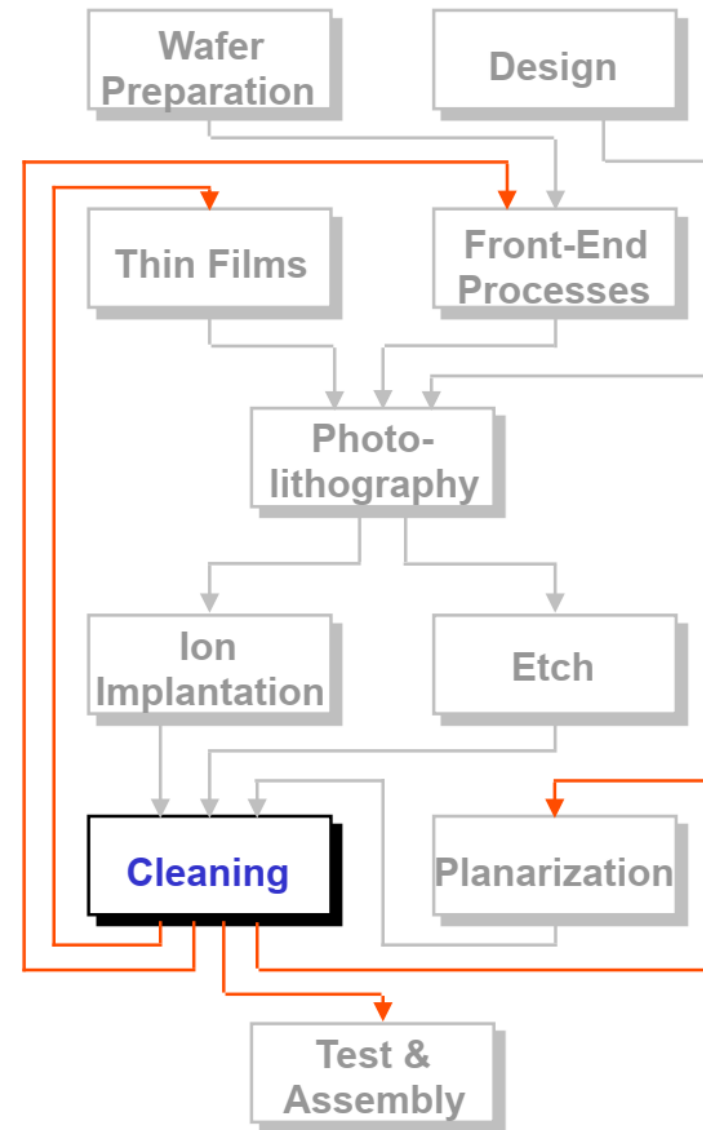 Wafer
Preparation
Design
Thin Films
Front-End
Processes
Photo-
lithography
Ion
Implantation
Etch
Cleaning
Planarization
Test &
Assembly